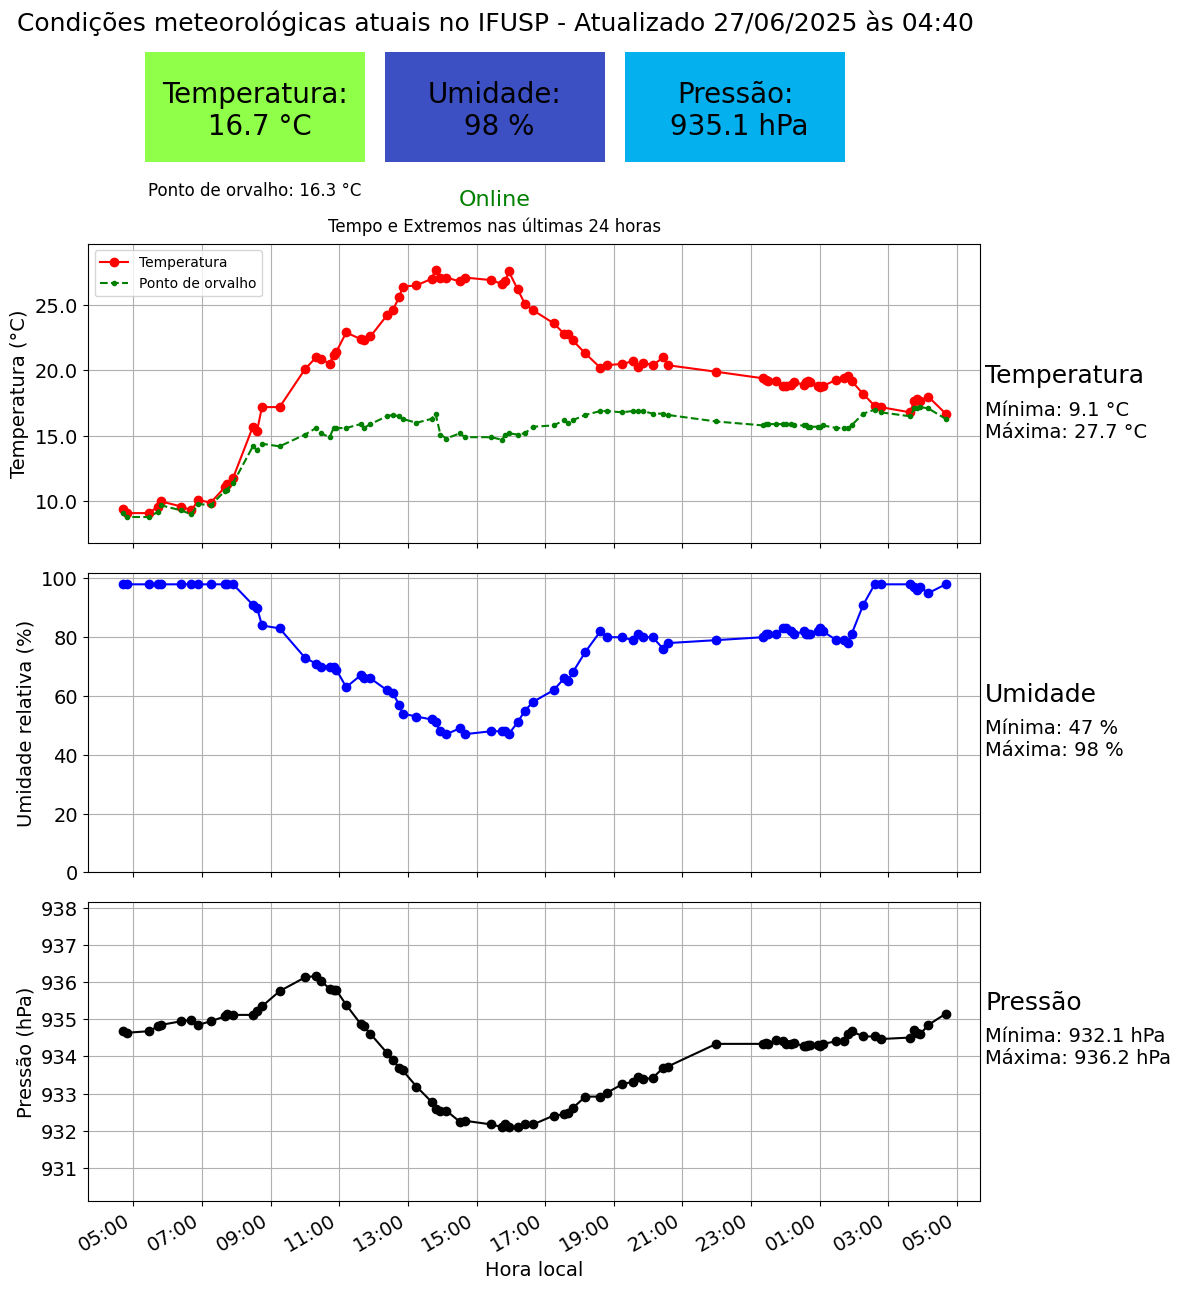 Condições meteorológicas atuais no IFUSP - Atualizado 27/06/2025 às 04:40
Temperatura:
16.7 °C
Umidade:
98 %
Pressão:
935.1 hPa
Ponto de orvalho: 16.3 °C
Online
Tempo e Extremos nas últimas 24 horas
Temperatura
Ponto de orvalho
Temperatura (°C)
25.0
20.0
15.0
10.0
Temperatura
Mínima: 9.1 °C
Máxima: 27.7 °C
Umidade relativa (%)
100
80
60
40
20
0
Umidade
Mínima: 47 %
Máxima: 98 %
Pressão (hPa)
938
937
936
935
934
933
932
931
Pressão
Mínima: 932.1 hPa
Máxima: 936.2 hPa
05:00 07:00 09:00 11:00 13:00 15:00 17:00 19:00 21:00 23:00 01:00 03:00 05:00
Hora local